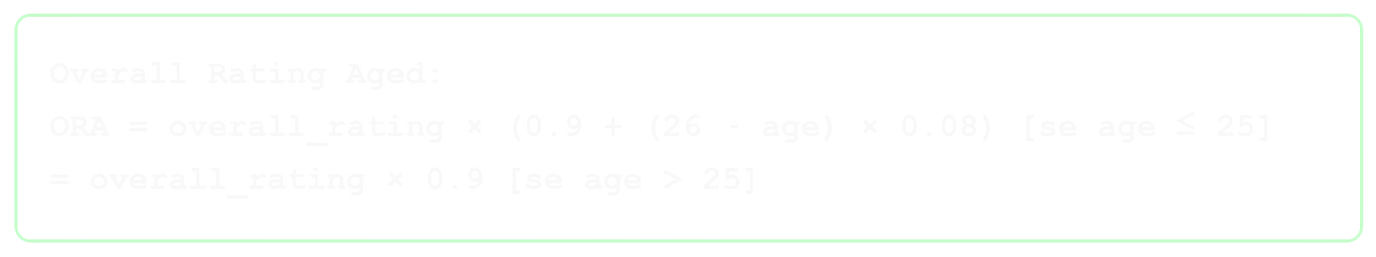 Overall Rating Aged:
ORA = overall_rating × (0.9 + (26 - age) × 0.08) [se age ≤ 25]
= overall_rating × 0.9 [se age > 25]